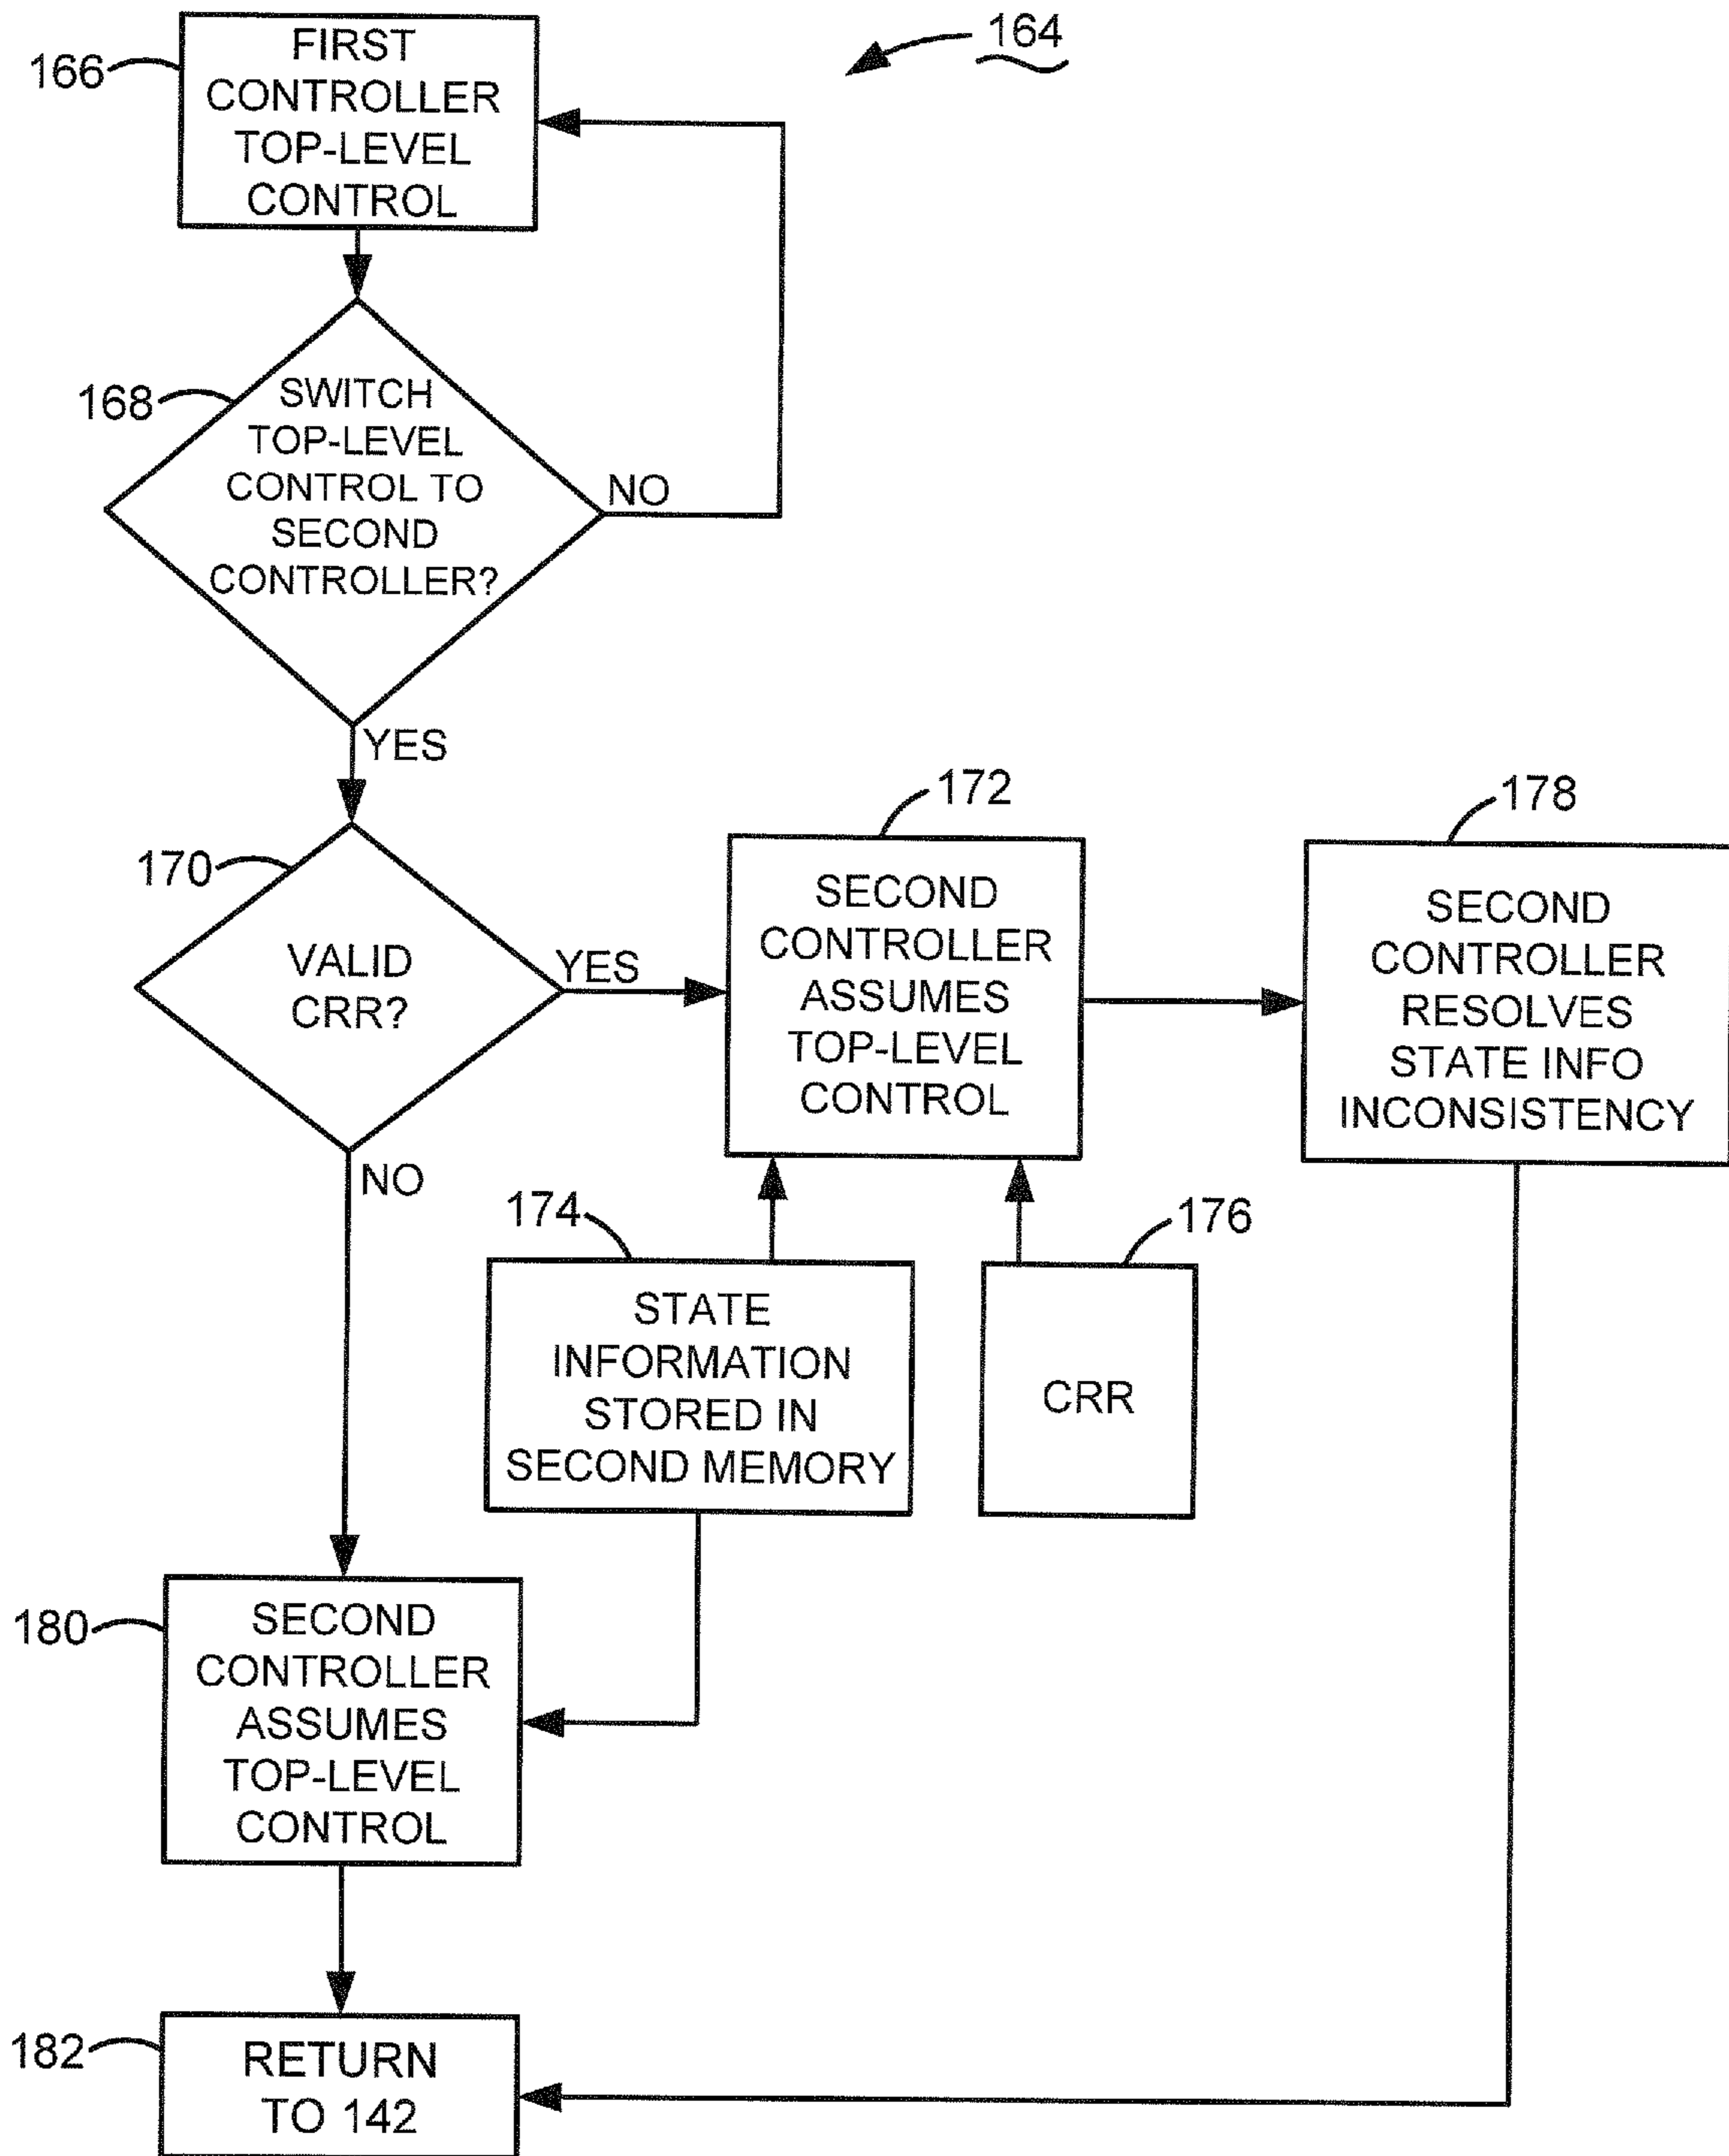 164
166
FIRST
CONTROLLER
TOP-LEVEL
CONTROL
168
SWITCH
TOP-LEVEL
CONTROL TO
SECOND
CONTROLLER?
NO
YES
170
VALID
CRR?
YES
NO
172
SECOND
CONTROLLER
ASSUMES
TOP-LEVEL
CONTROL
178
SECOND
CONTROLLER
RESOLVES
STATE INFO
INCONSISTENCY
174
STATE
INFORMATION
STORED IN
SECOND MEMORY
176
CRR
180
SECOND
CONTROLLER
ASSUMES
TOP-LEVEL
CONTROL
182
RETURN
TO 142